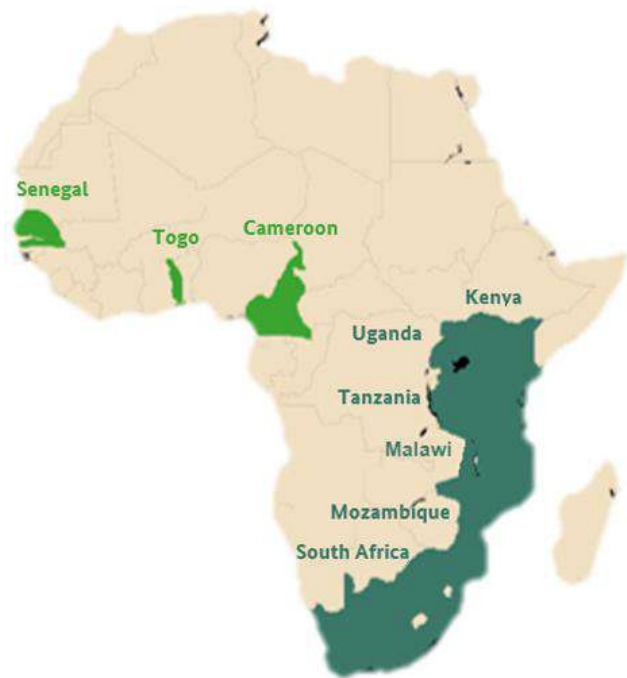 Senegal
Togo
Cameroon
Kenya
Uganda
Tanzania
Malawi
Mozambique
South Africa